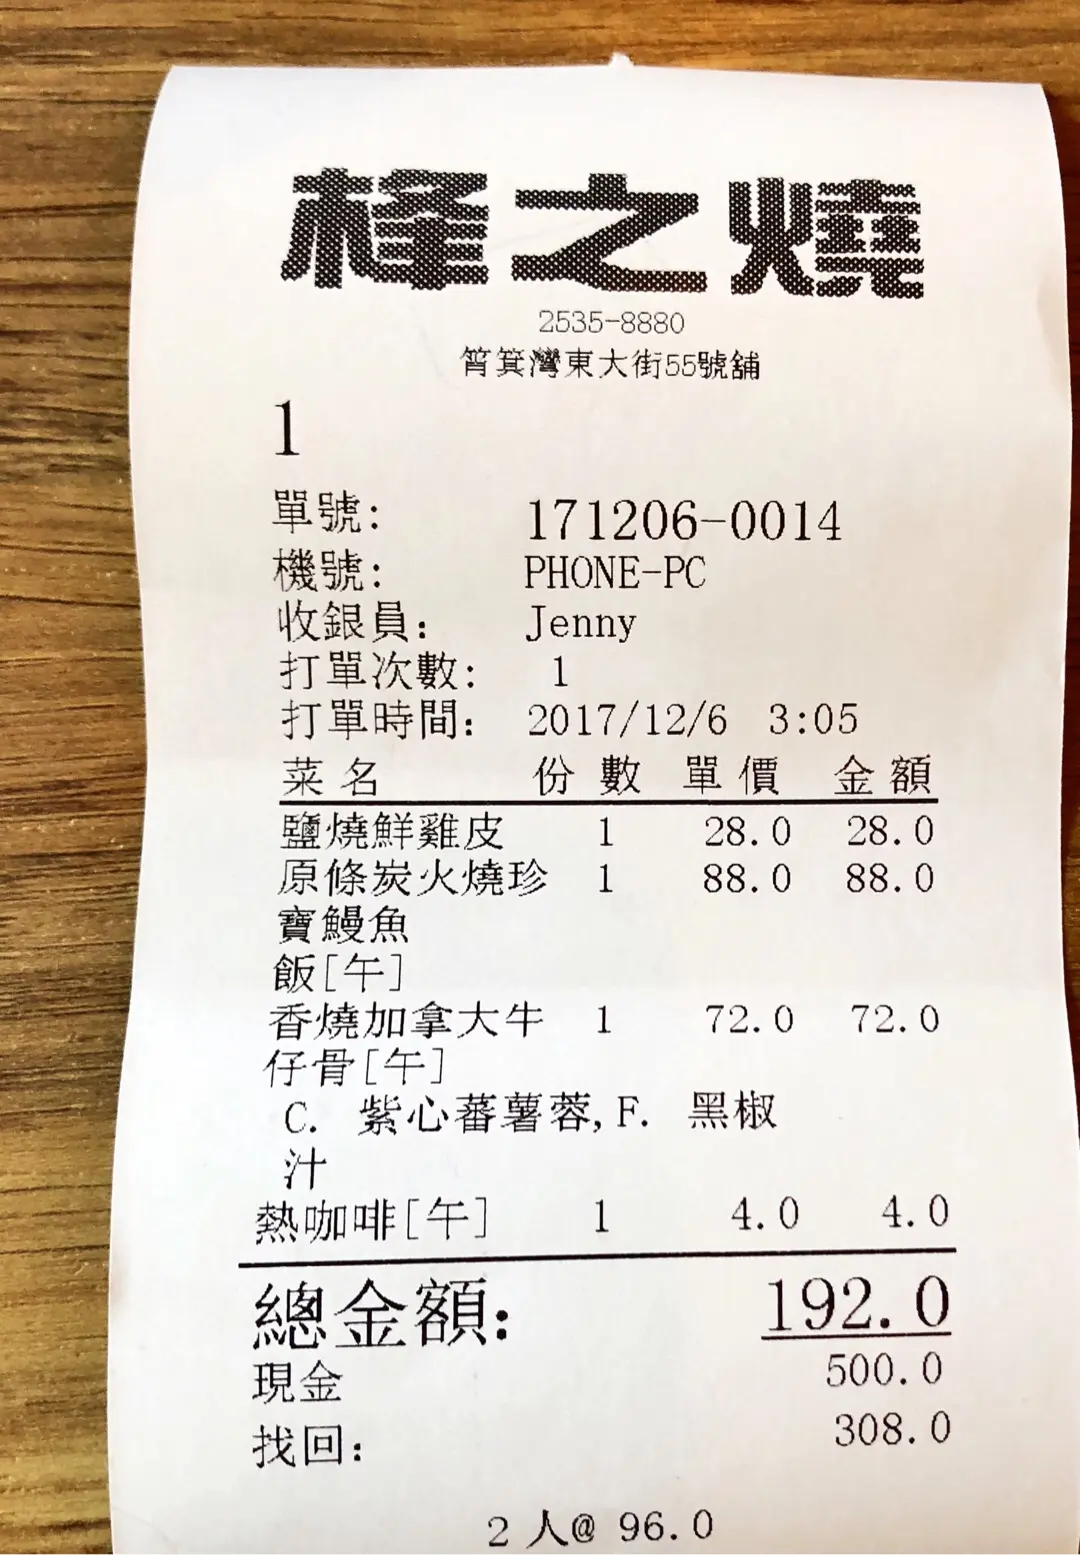 桻之燒
2535-8880
筲箕灣東大街55號舖
1
單號: 171206-0014
機號: PHONE-PC
收銀員: Jenny
打單次數: 1
打單時間: 2017/12/6 3:05
菜名 份數 單價 金額
鹽燒鮮雞皮 1 28.0 28.0
原條炭火燒珍 1 88.0 88.0
寶鰻魚
飯[午]
香燒加拿大牛 1 72.0 72.0
仔骨[午]
C. 紫心蕃薯蓉, F. 黑椒
汁
熱咖啡[午] 1 4.0 4.0
總金額: 192.0
現金 500.0
找回: 308.0
2人@ 96.0